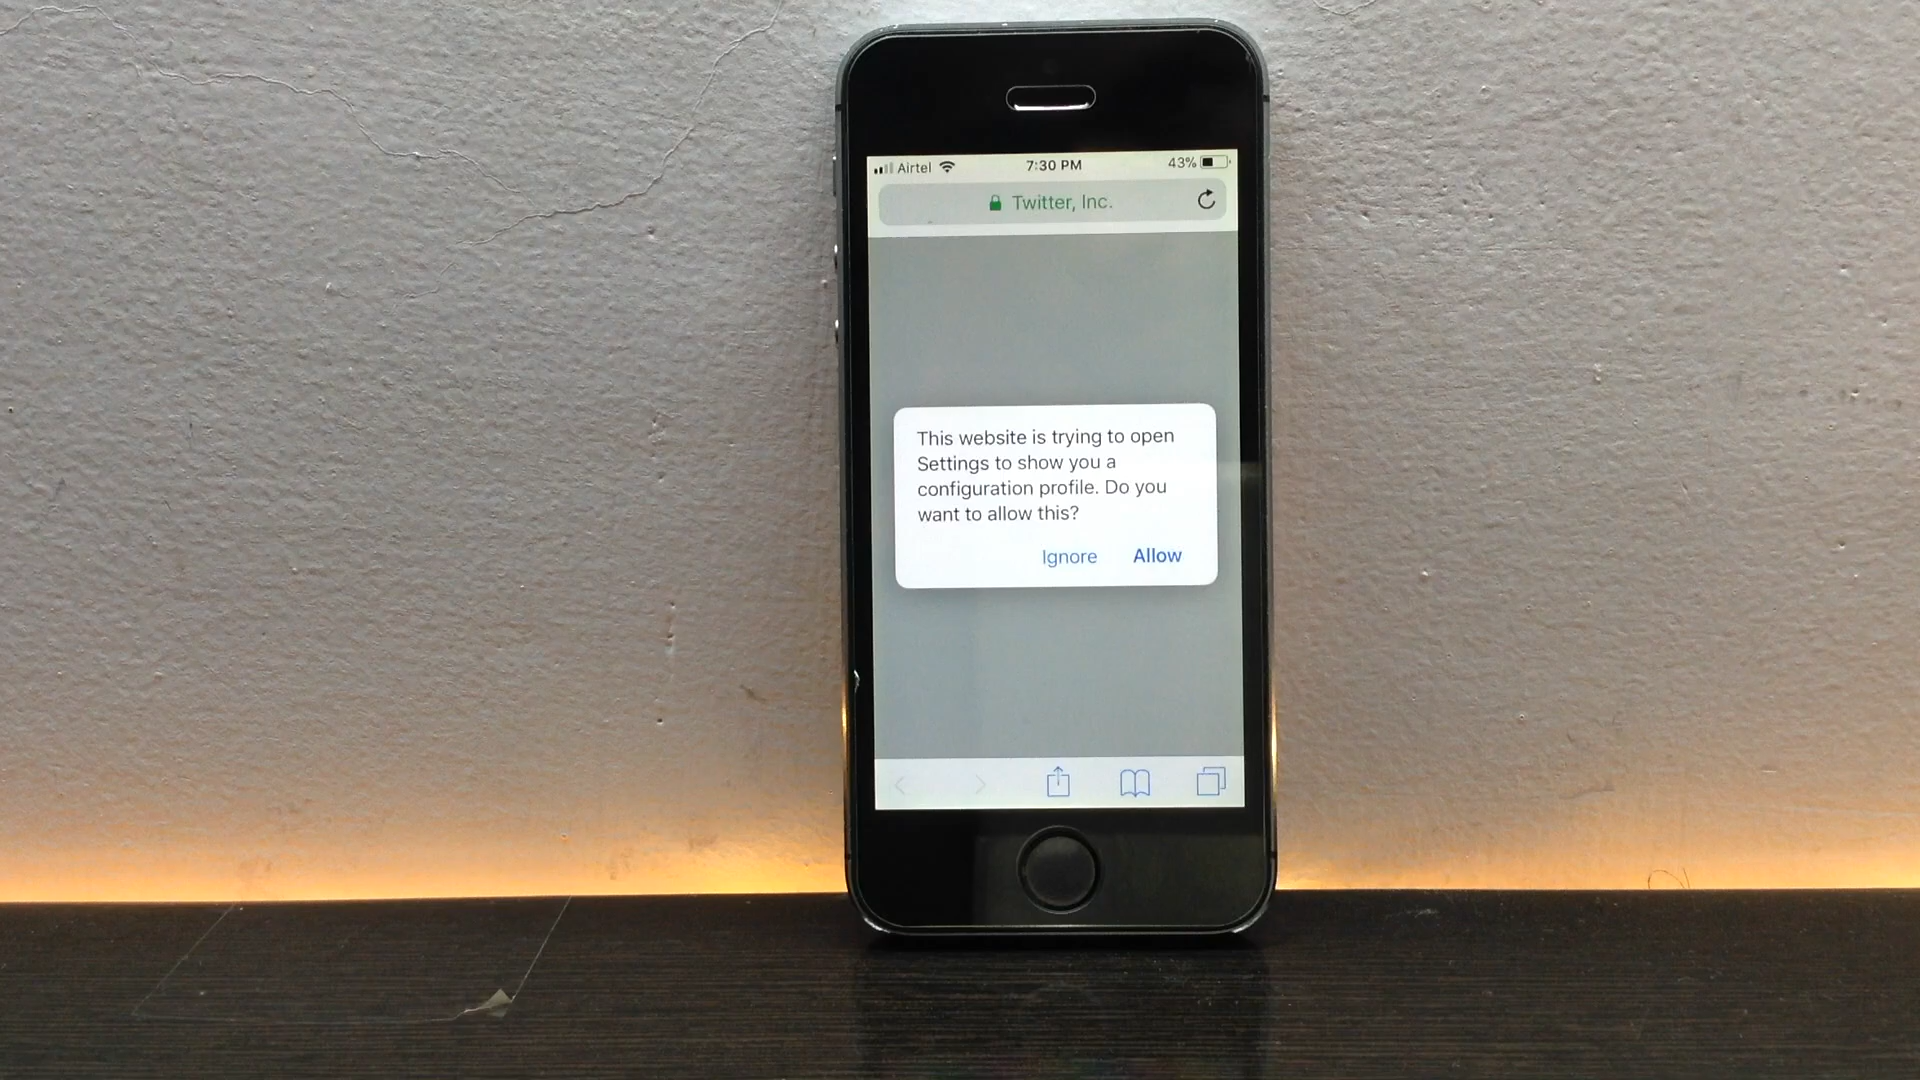 Airtel 7:30 PM 43%
Twitter, Inc.
This website is trying to open
Settings to show you a
configuration profile. Do you
want to allow this?
Ignore Allow